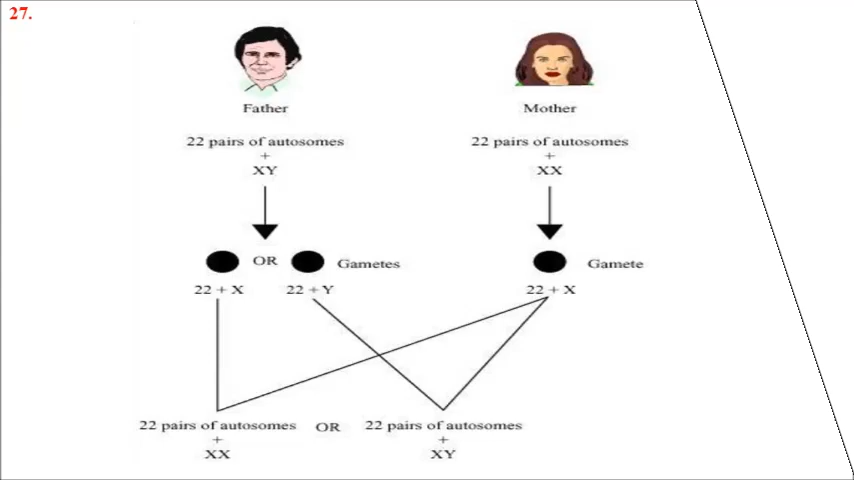 27.
Father
Mother
22 pairs of autosomes
+
XY
22 pairs of autosomes
+
XX
OR
Gametes
Gamete
22 + X
22 + Y
22 + X
22 pairs of autosomes
+
XX
OR
22 pairs of autosomes
+
XY